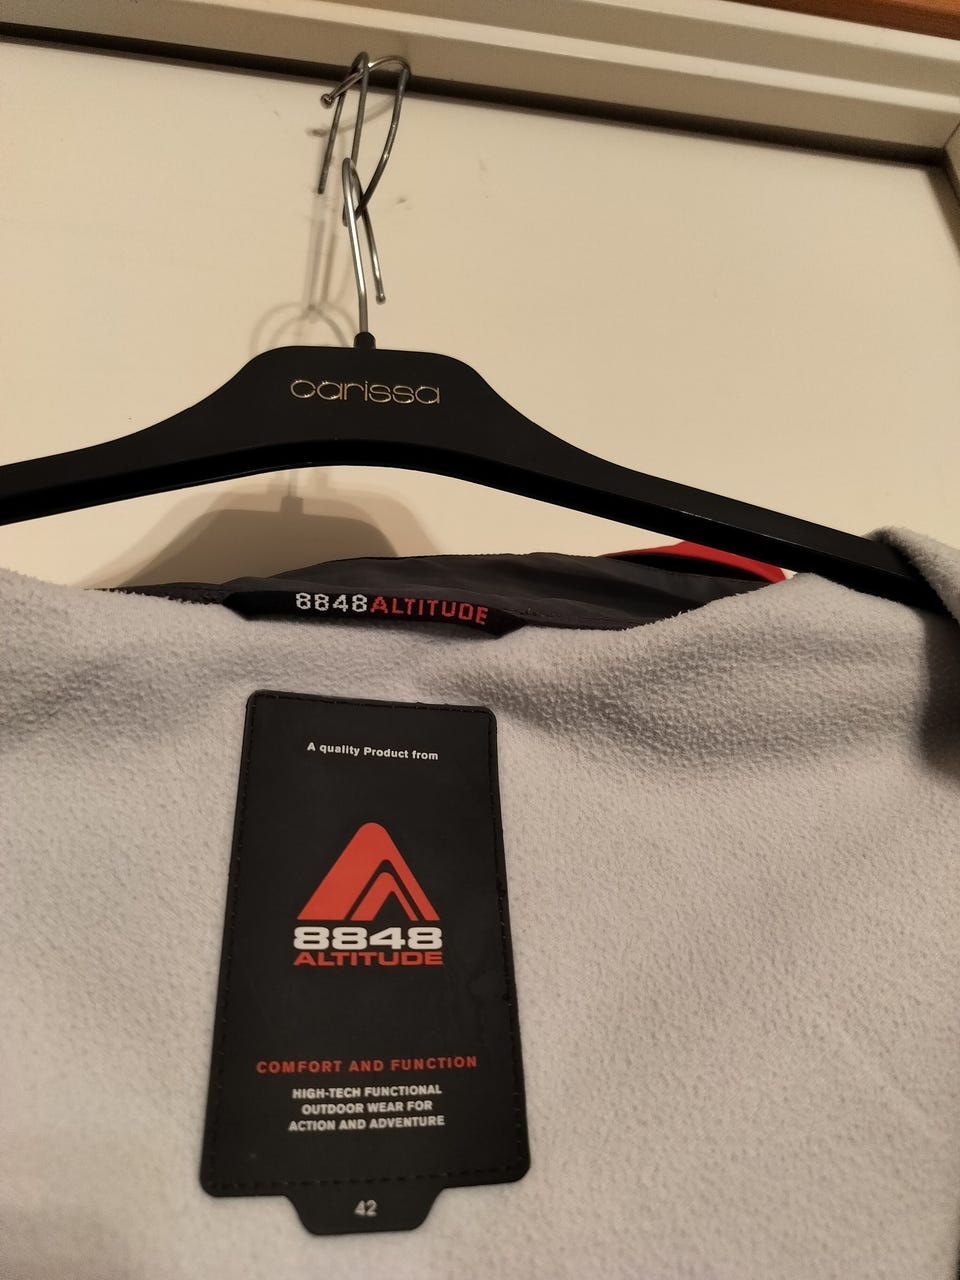 carissa
8848ALTITUDE
A quality Product from
8848
ALTITUDE
COMFORT AND FUNCTION
HIGH-TECH FUNCTIONAL
OUTDOOR WEAR FOR
ACTION AND ADVENTURE
42